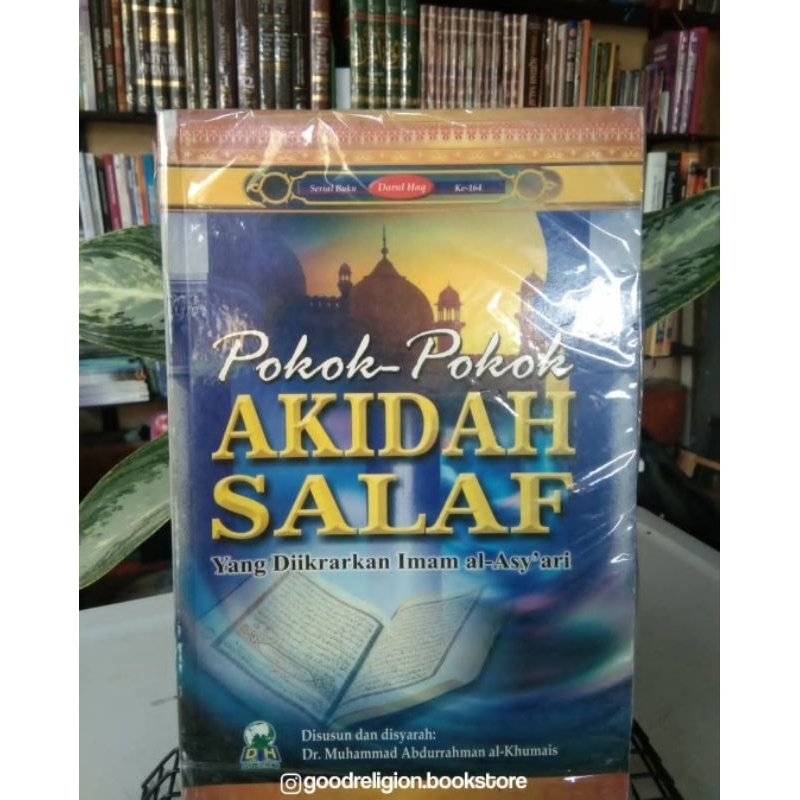 Serial Buku Darul Haq Ke-164
Pokok-Pokok
AKIDAH
SALAF
Yang Diikrarkan Imam al-Asy'ari
Disusun dan disyarah:
Dr. Muhammad Abdurrahman al-Khumais
DH
goodreligion.bookstore